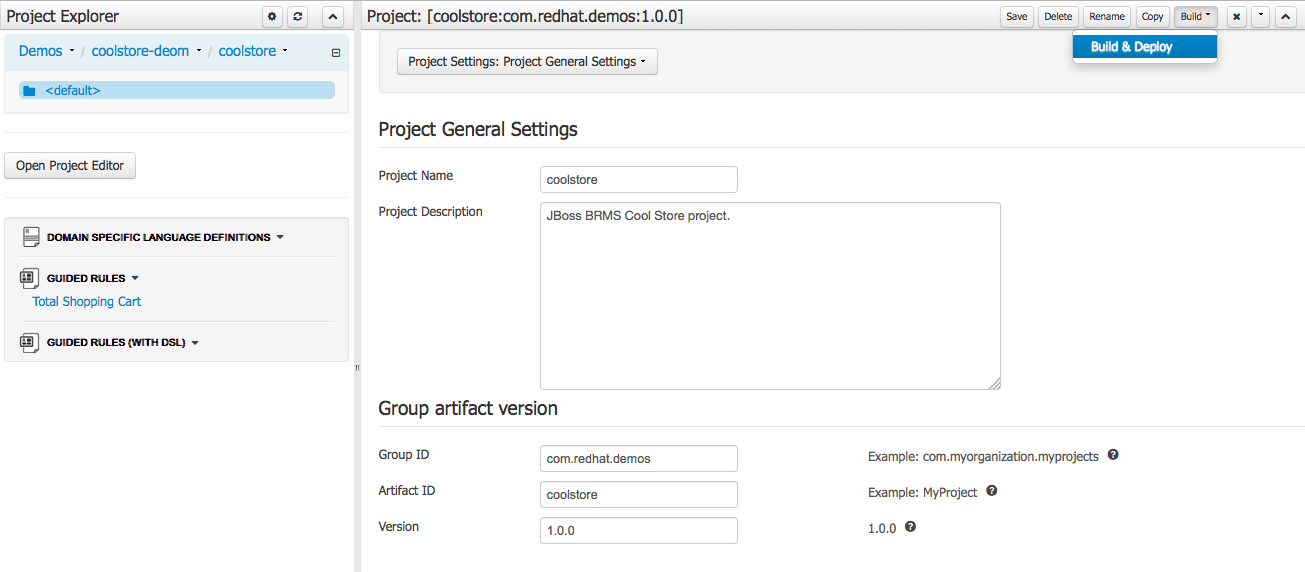 Project Explorer
Demos / coolstore-deom / coolstore
<default>
Open Project Editor
DOMAIN SPECIFIC LANGUAGE DEFINITIONS
GUIDED RULES
Total Shopping Cart
GUIDED RULES (WITH DSL)
Project: [coolstore:com.redhat.demos:1.0.0]
Save Delete Rename Copy Build
Build & Deploy
Project Settings: Project General Settings
Project General Settings
Project Name coolstore
Project Description JBoss BRMS Cool Store project.
Group artifact version
Group ID com.redhat.demos Example: com.myorganization.myprojects
Artifact ID coolstore Example: MyProject
Version 1.0.0 1.0.0